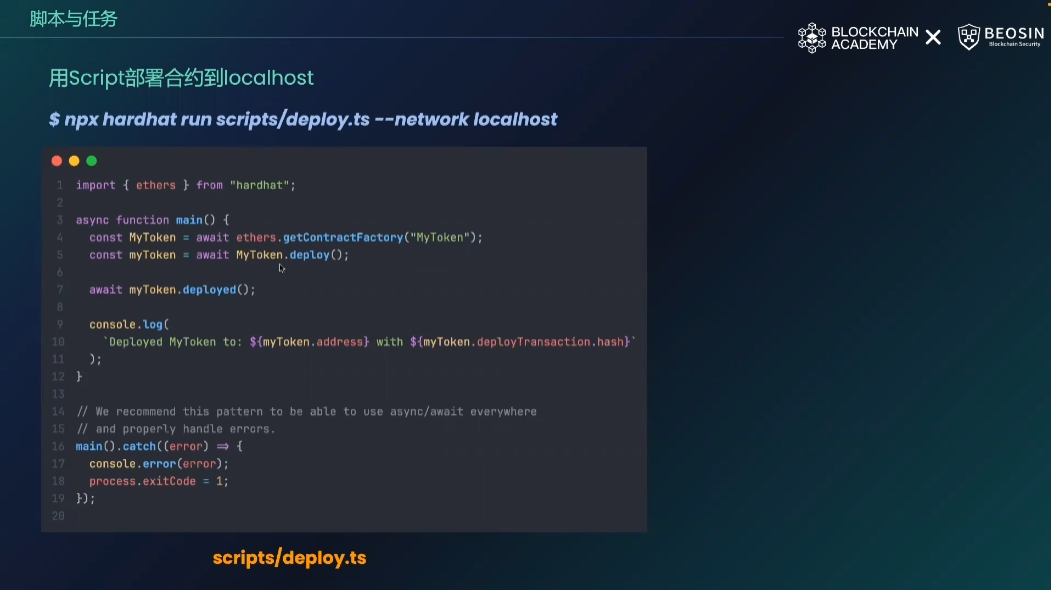 脚本与任务
BLOCKCHAIN ACADEMY
BEOSIN
Blockchain Security
用Script部署合约到localhost
$ npx hardhat run scripts/deploy.ts --network localhost
1 import { ethers } from "hardhat";
2
3 async function main() {
4   const MyToken = await ethers.getContractFactory("MyToken");
5   const myToken = await MyToken.deploy();
6
7   await myToken.deployed();
8
9   console.log(
10     `Deployed MyToken to: ${myToken.address} with ${myToken.deployTransaction.hash}`
11   );
12 }
13
14 // We recommend this pattern to be able to use async/await everywhere
15 // and properly handle errors.
16 main().catch((error) => {
17   console.error(error);
18   process.exitCode = 1;
19 });
20
scripts/deploy.ts